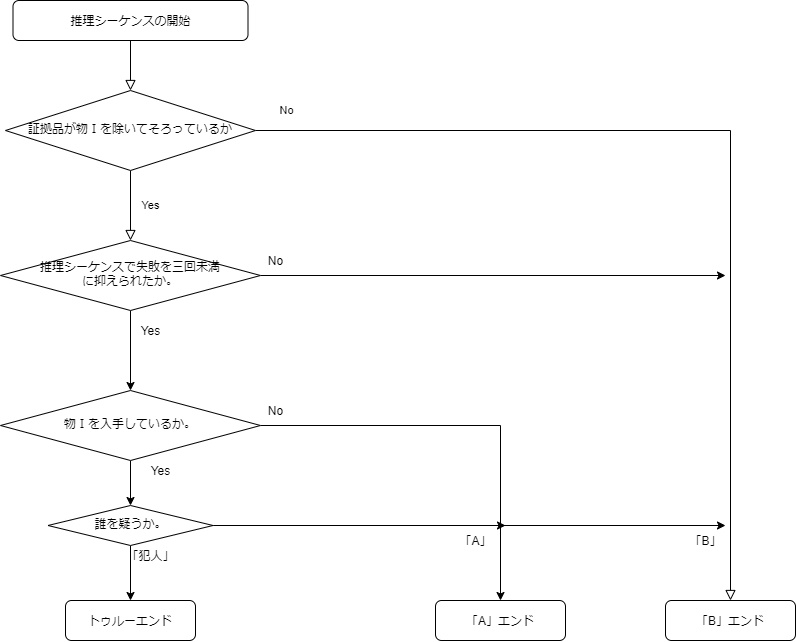 推理シーケンスの開始
No
証拠品が物Ⅰを除いてそろっているか
Yes
No
推理シーケンスで失敗を三回未満
に抑えられたか。
Yes
No
物Ⅰを入手しているか。
Yes
誰を疑うか。
「A」
「B」
「犯人」
トゥルーエンド
「A」エンド
「B」エンド